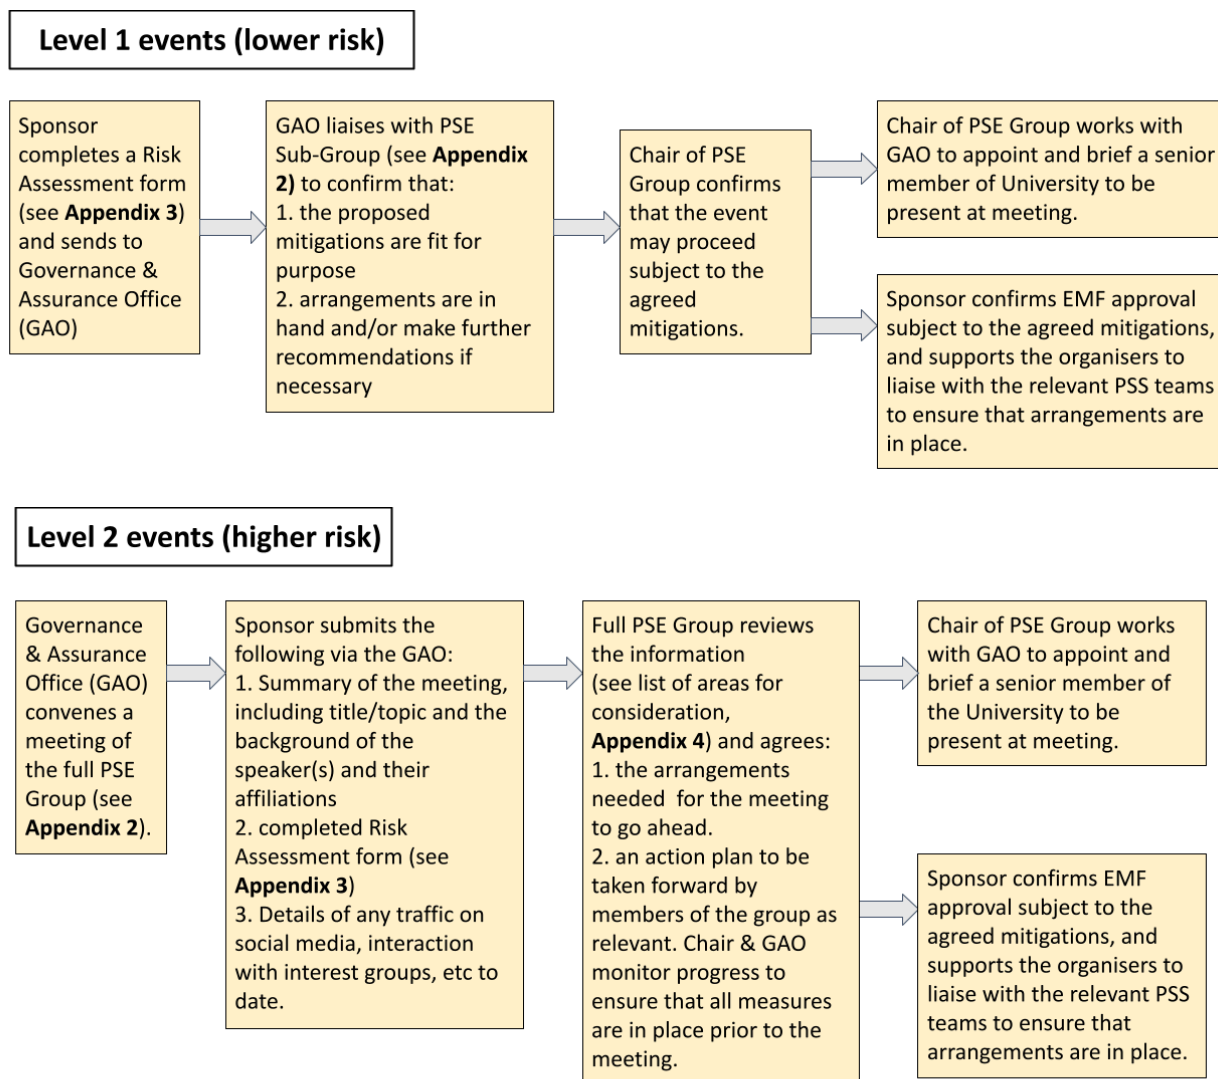 Level 1 events (lower risk)
Sponsor
completes a Risk
Assessment form
(see Appendix 3)
and sends to
Governance &
Assurance Office
(GAO)
GAO liaises with PSE
Sub-Group (see Appendix
2) to confirm that:
1. the proposed
mitigations are fit for
purpose
2. arrangements are in
hand and/or make further
recommendations if
necessary
Chair of PSE
Group confirms
that the event
may proceed
subject to the
agreed
mitigations.
Chair of PSE Group works with
GAO to appoint and brief a senior
member of University to be
present at meeting.
Sponsor confirms EMF approval
subject to the agreed mitigations,
and supports the organisers to
liaise with the relevant PSS teams
to ensure that arrangements are
in place.
Level 2 events (higher risk)
Governance
& Assurance
Office (GAO)
convenes a
meeting of
the full PSE
Group (see
Appendix 2).
Sponsor submits the
following via the GAO:
1. Summary of the meeting,
including title/topic and the
background of the
speaker(s) and their
affiliations
2. completed Risk
Assessment form (see
Appendix 3)
3. Details of any traffic on
social media, interaction
with interest groups, etc to
date.
Full PSE Group reviews
the information
(see list of areas for
consideration,
Appendix 4) and agrees:
1. the arrangements
needed  for the meeting
to go ahead.
2. an action plan to be
taken forward by
members of the group as
relevant. Chair & GAO
monitor progress to
ensure that all measures
are in place prior to the
meeting.
Chair of PSE Group works
with GAO to appoint and
brief a senior member of
the University to be
present at meeting.
Sponsor confirms EMF
approval subject to the
agreed mitigations, and
supports the organisers to
liaise with the relevant PSS
teams to ensure that
arrangements are in place.